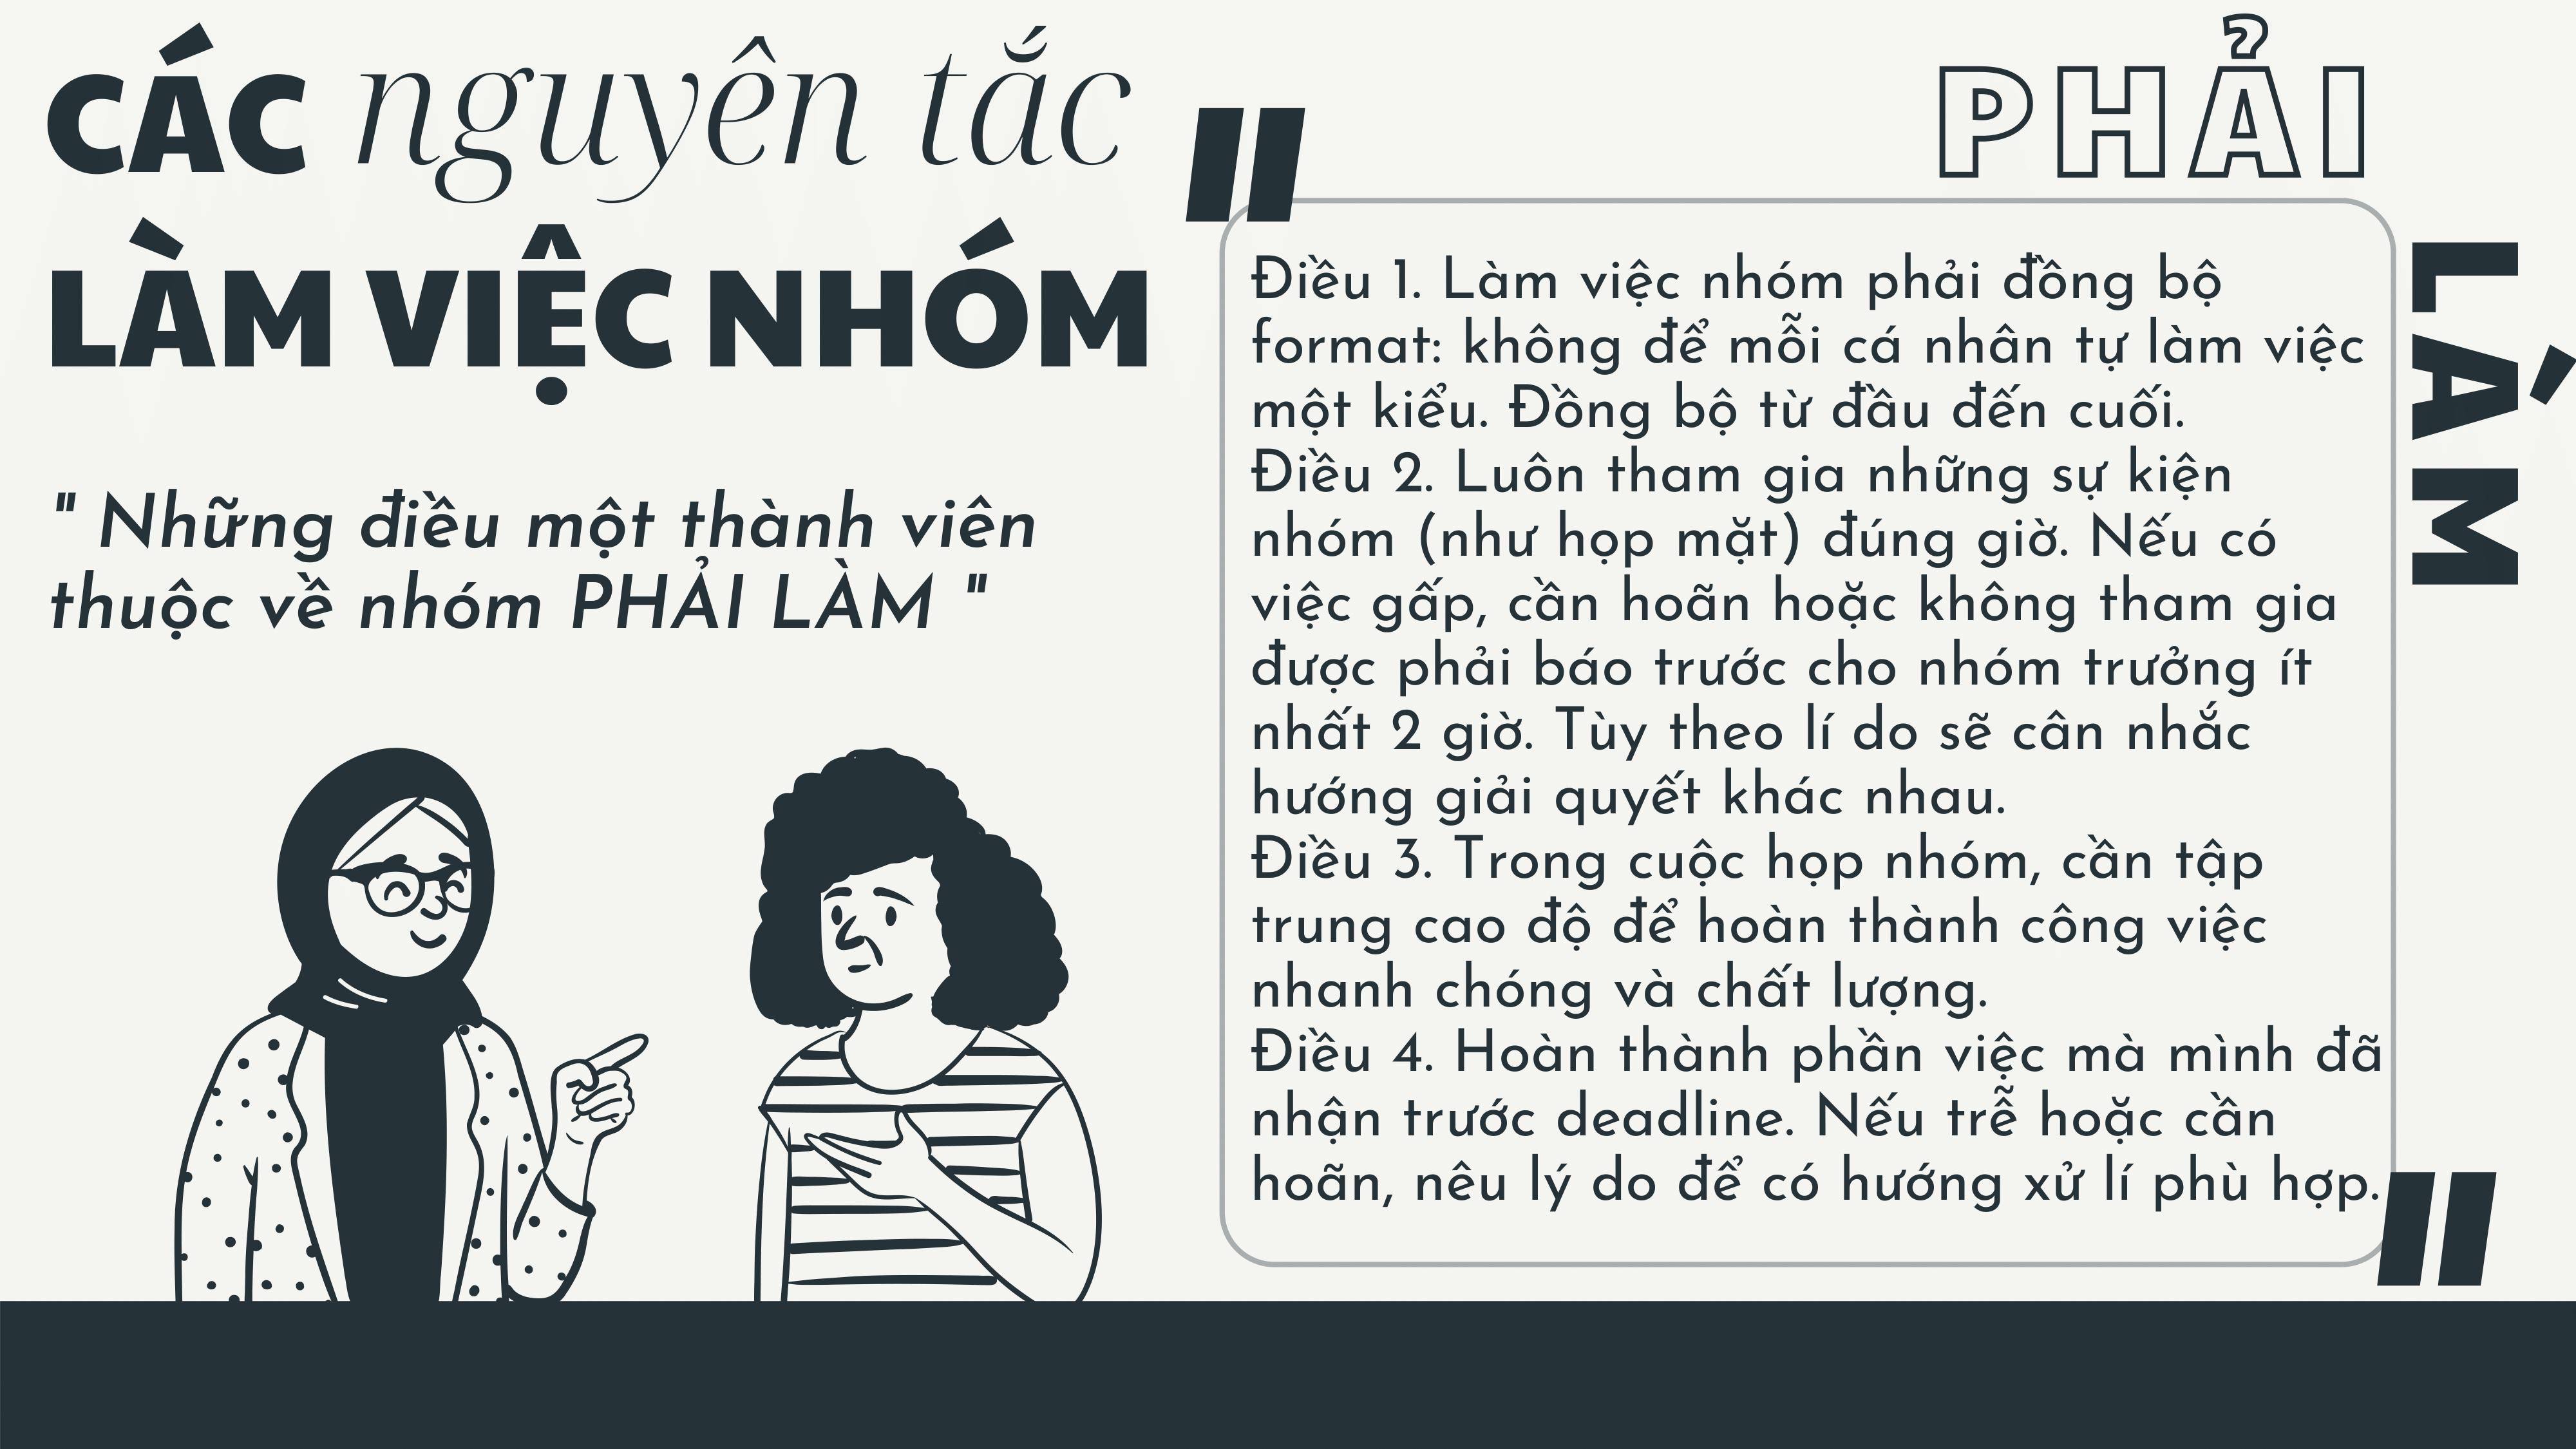 CÁC nguyên tắc
LÀM VIỆC NHÓM
" Những điều một thành viên
thuộc về nhóm PHẢI LÀM "
PHẢI
LÀM
"
Điều 1. Làm việc nhóm phải đồng bộ
format: không để mỗi cá nhân tự làm việc
một kiểu. Đồng bộ từ đầu đến cuối.
Điều 2. Luôn tham gia những sự kiện
nhóm (như họp mặt) đúng giờ. Nếu có
việc gấp, cần hoãn hoặc không tham gia
được phải báo trước cho nhóm trưởng ít
nhất 2 giờ. Tùy theo lí do sẽ cân nhắc
hướng giải quyết khác nhau.
Điều 3. Trong cuộc họp nhóm, cần tập
trung cao độ để hoàn thành công việc
nhanh chóng và chất lượng.
Điều 4. Hoàn thành phần việc mà mình đã
nhận trước deadline. Nếu trễ hoặc cần
hoãn, nêu lý do để có hướng xử lí phù hợp.
"